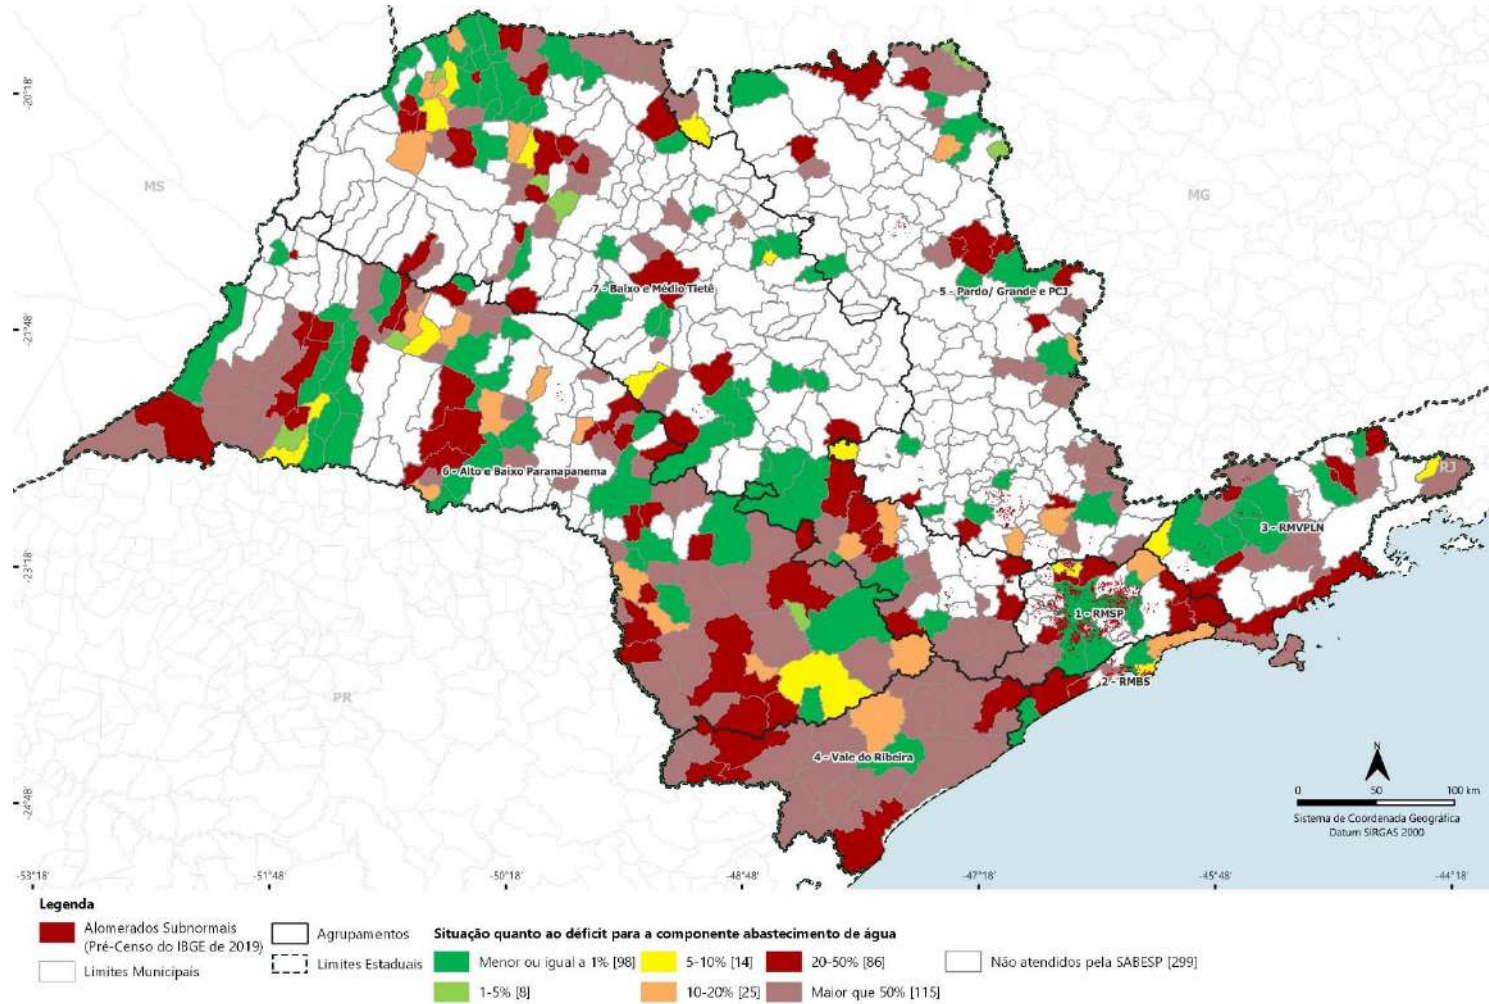 -20°18'
-21°48'
-23°18'
-24°48'
MS
MG
PR
RJ
7 - Baixo e Médio Tietê
5 - Pardo/ Grande e PCJ
6 - Alto e Baixo Paranapanema
3 - RMVPLN
1 - RMSP
2 - RMBS
4 - Vale do Ribeira
N
0 50 100 km
Sistema de Coordenada Geográfica
Datum SIRGAS 2000
-53°18' -51°48' -50°18' -48°48' -47°18' -45°48' -44°18'
Legenda
Alomerados Subnormais
(Pré-Censo do IBGE de 2019)
Limites Municipais
Agrupamentos
Limites Estaduais
Situação quanto ao déficit para a componente abastecimento de água
Menor ou igual a 1% [98] 5-10% [14] 20-50% [86] Não atendidos pela SABESP [299]
1-5% [8] 10-20% [25] Maior que 50% [115]